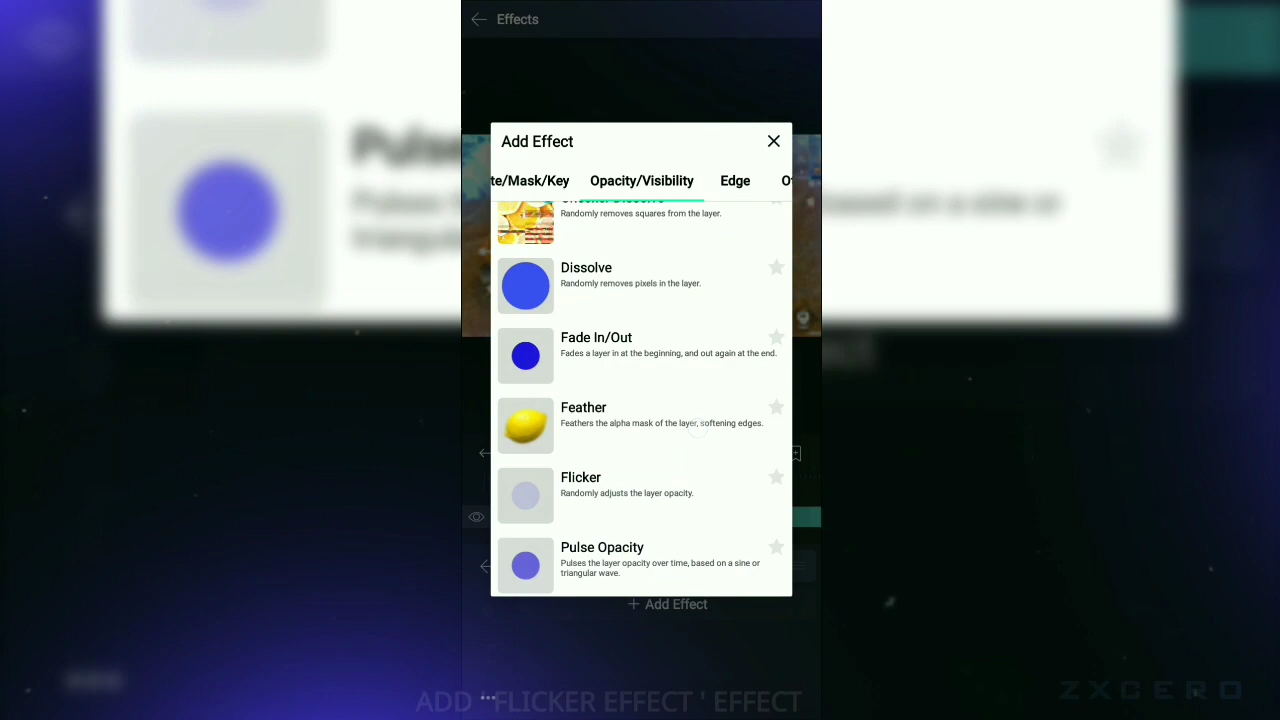 Effects
Add Effect
te/Mask/Key Opacity/Visibility Edge
Randomly removes squares from the layer.
Dissolve
Randomly removes pixels in the layer.
Fade In/Out
Fades a layer in at the beginning, and out again at the end.
Feather
Feathers the alpha mask of the layer, softening edges.
Flicker
Randomly adjusts the layer opacity.
Pulse Opacity
Pulses the layer opacity over time, based on a sine or
triangular wave.
+ Add Effect
ADD ' FLICKER EFFECT ' EFFECT
ZXCERO